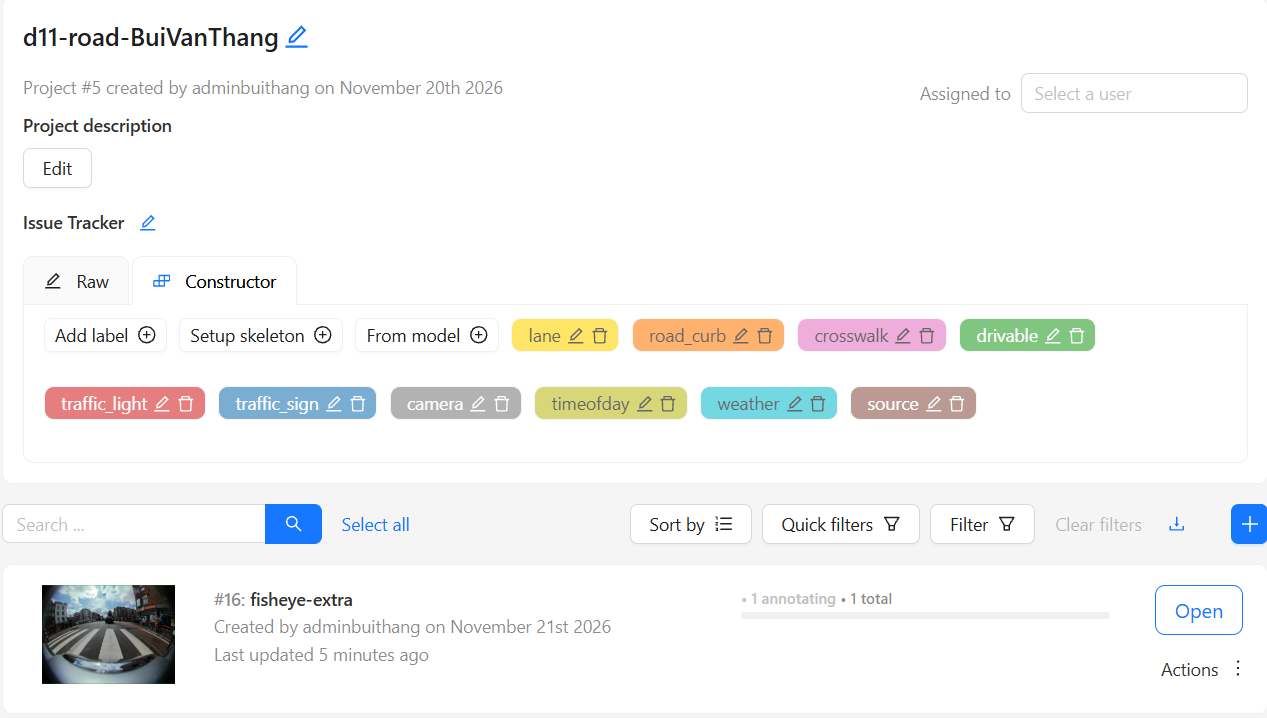 d11-road-BuiVanThang
Project #5 created by adminbuithang on November 20th 2026
Assigned to Select a user
Project description
Edit
Issue Tracker
Raw Constructor
Add label Setup skeleton From model lane road_curb crosswalk drivable
traffic_light traffic_sign camera timeofday weather source
Search ... Select all Sort by Quick filters Filter Clear filters
#16: fisheye-extra
• 1 annotating • 1 total
Created by adminbuithang on November 21st 2026
Last updated 5 minutes ago
Open
Actions